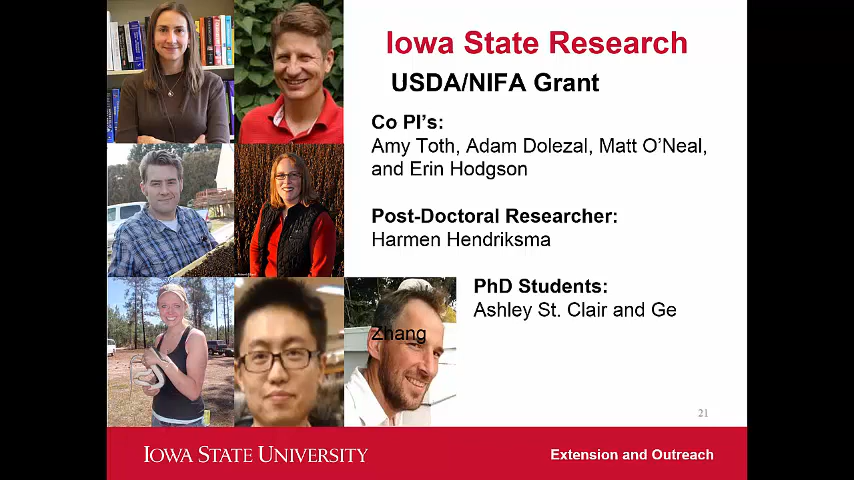 Iowa State Research
USDA/NIFA Grant
Co PI's:
Amy Toth, Adam Dolezal, Matt O'Neal,
and Erin Hodgson
Post-Doctoral Researcher:
Harmen Hendriksma
PhD Students:
Ashley St. Clair and Ge
Zhang
21
IOWA STATE UNIVERSITY
Extension and Outreach